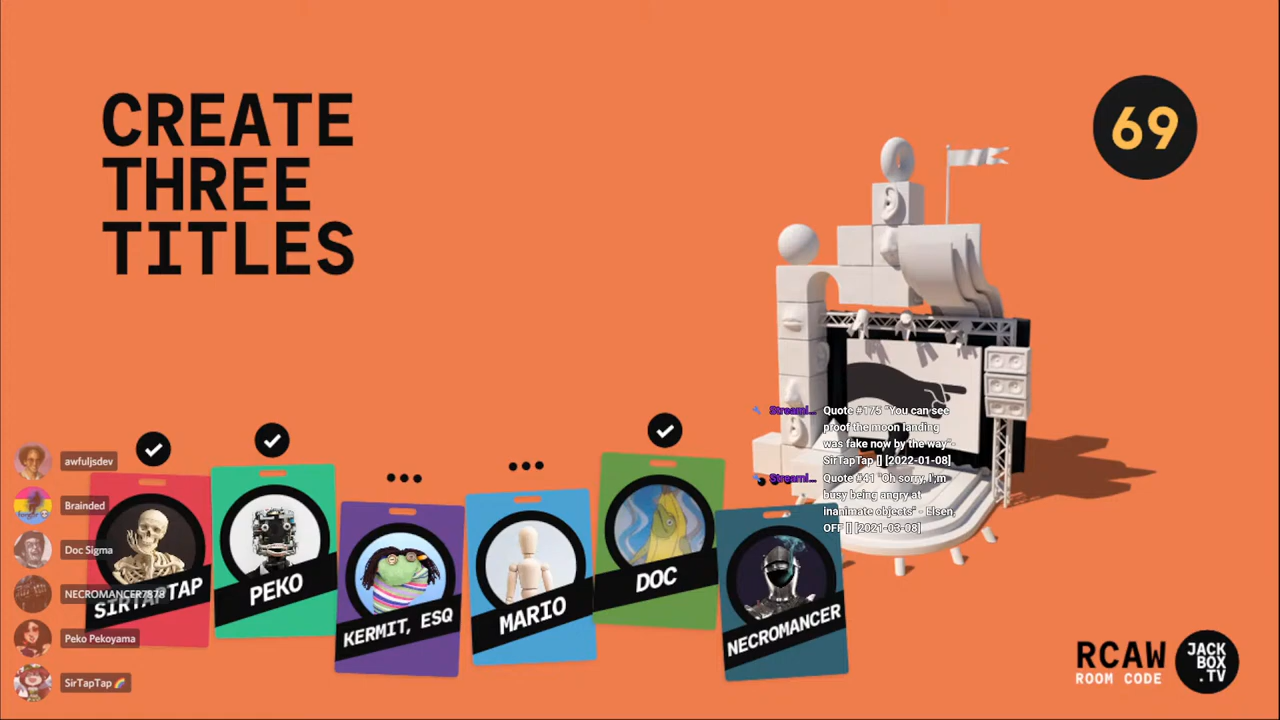 CREATE
THREE
TITLES
69
Streaml... Quote #175 "You can see
proof the moon landing
was fake now by the way"-
SirTapTap [] [2022-01-08]
Streaml... Quote #41 "Oh sorry, I';m
busy being angry at
inanimate objects" - Elsen,
OFF [] [2021-03-08]
awfuljsdev
Brainded
Doc Sigma
NECROMANCER7878
Peko Pekoyama
SirTapTap
SIRTAPTAP
PEKO
KERMIT, ESQ
MARIO
DOC
NECROMANCER
RCAW
ROOM CODE
JACK
BOX
.TV